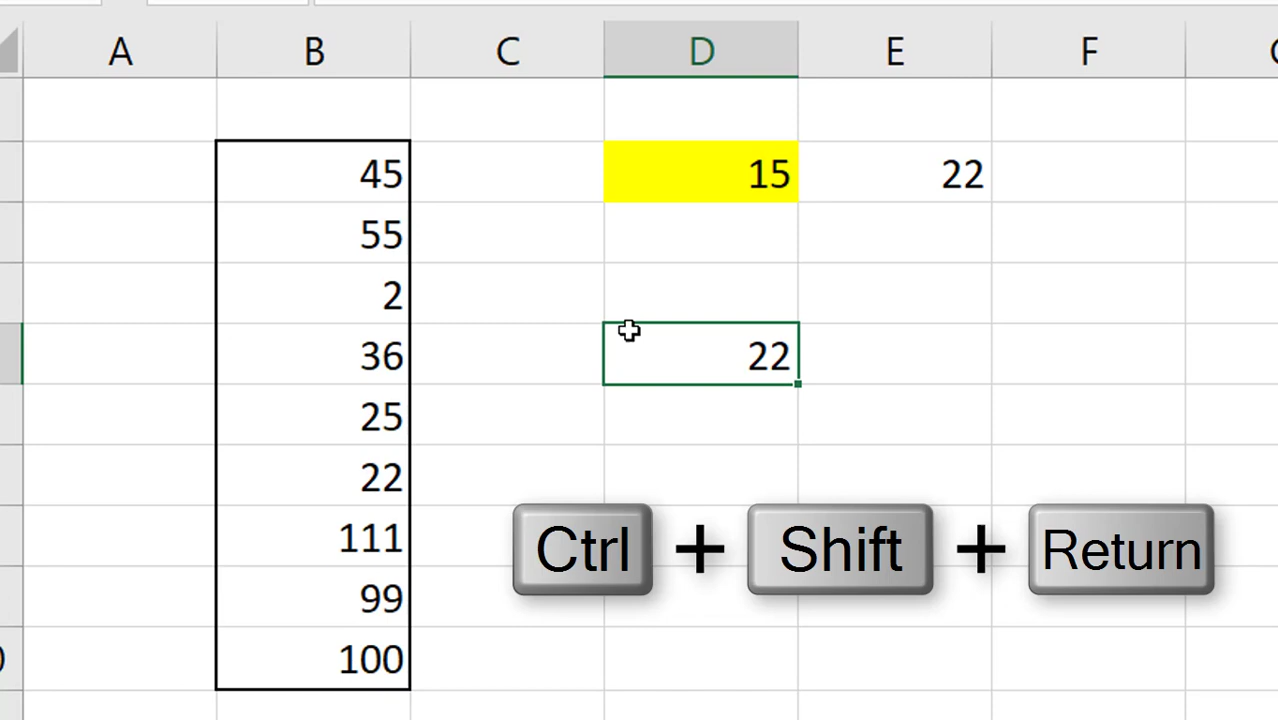 A B C D E F
45 15 22
55
2
36 22
25
22
111 Ctrl + Shift + Return
99
100